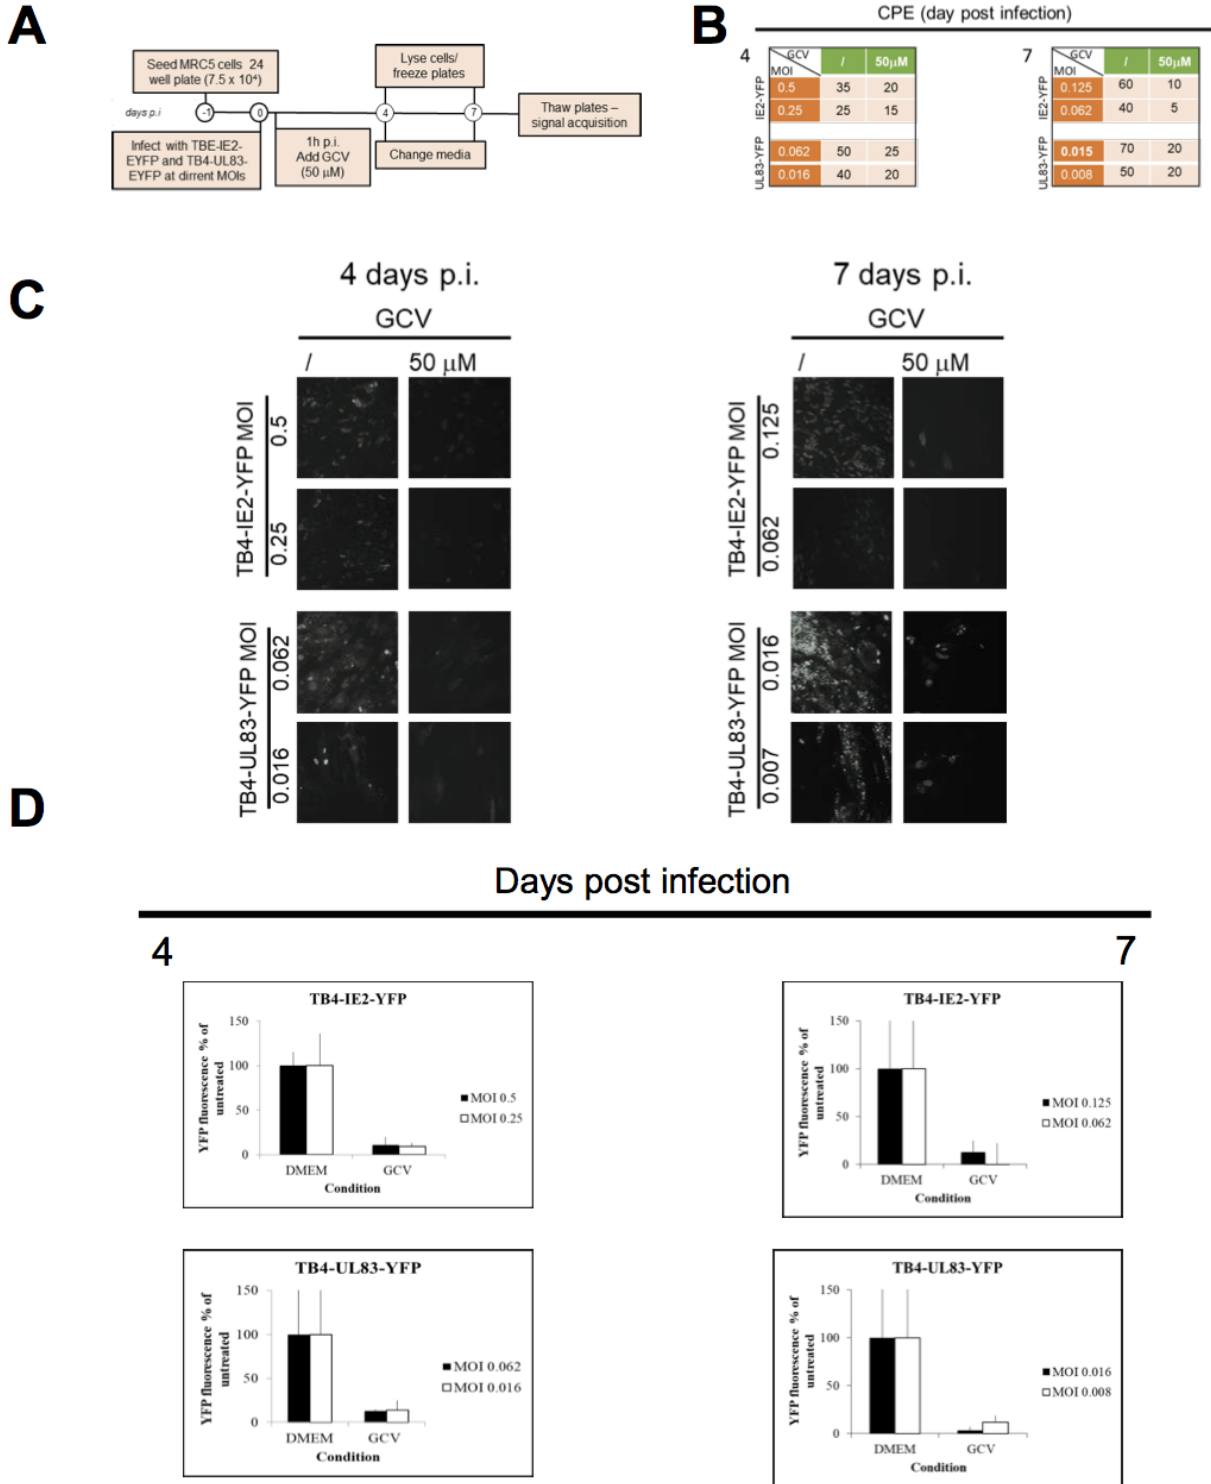 A
Seed MRC5 cells 24
well plate (7.5 x 10⁴)
Lyse cells/
freeze plates
days p.i
-1
0
4
7
Thaw plates –
signal acquisition
Infect with TBE-IE2-
EYFP and TB4-UL83-
EYFP at dirrent MOIs
1h p.i.
Add GCV
(50 µM)
Change media
B
CPE (day post infection)
4
GCV
MOI
/
50µM
IE2-YFP
0.5 35 20
0.25 25 15
UL83-YFP
0.062 50 25
0.016 40 20
7
GCV
MOI
/
50µM
IE2-YFP
0.125 60 10
0.062 40 5
UL83-YFP
0.015 70 20
0.008 50 20
C
4 days p.i.
GCV
/ 50 µM
TB4-IE2-YFP MOI
0.5
0.25
TB4-UL83-YFP MOI
0.062
0.016
7 days p.i.
GCV
/ 50 µM
TB4-IE2-YFP MOI
0.125
0.062
TB4-UL83-YFP MOI
0.016
0.007
D
Days post infection
4
7
TB4-IE2-YFP
YFP fluorescence % of
untreated
150
100
50
0
DMEM GCV
Condition
MOI 0.5
MOI 0.25
TB4-IE2-YFP
YFP fluorescence % of
untreated
150
100
50
0
DMEM GCV
Condition
MOI 0.125
MOI 0.062
TB4-UL83-YFP
YFP fluorescence % of
untreated
150
100
50
0
DMEM GCV
Condition
MOI 0.062
MOI 0.016
TB4-UL83-YFP
YFP fluorescence % of
untreated
150
100
50
0
DMEM GCV
Condition
MOI 0.016
MOI 0.008